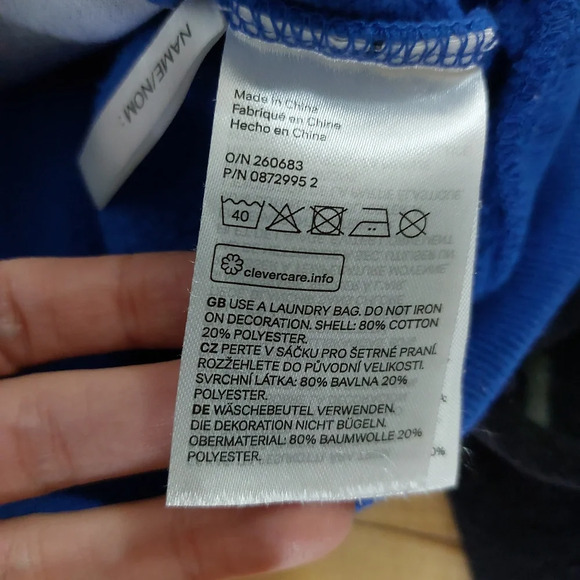 NAME/NOM:
Made in China
Fabriqué en Chine
Hecho en China
O/N 260683
P/N 0872995 2
40
clevercare.info
GB USE A LAUNDRY BAG. DO NOT IRON
ON DECORATION. SHELL: 80% COTTON
20% POLYESTER.
CZ PERTE V SÁČKU PRO ŠETRNÉ PRANÍ.
ROZŽEHLETE DO PŮVODNÍ VELIKOSTI.
SVRCHNÍ LÁTKA: 80% BAVLNA 20%
POLYESTER.
DE WÄSCHEBEUTEL VERWENDEN.
DIE DEKORATION NICHT BÜGELN.
OBERMATERIAL: 80% BAUMWOLLE 20%
POLYESTER.